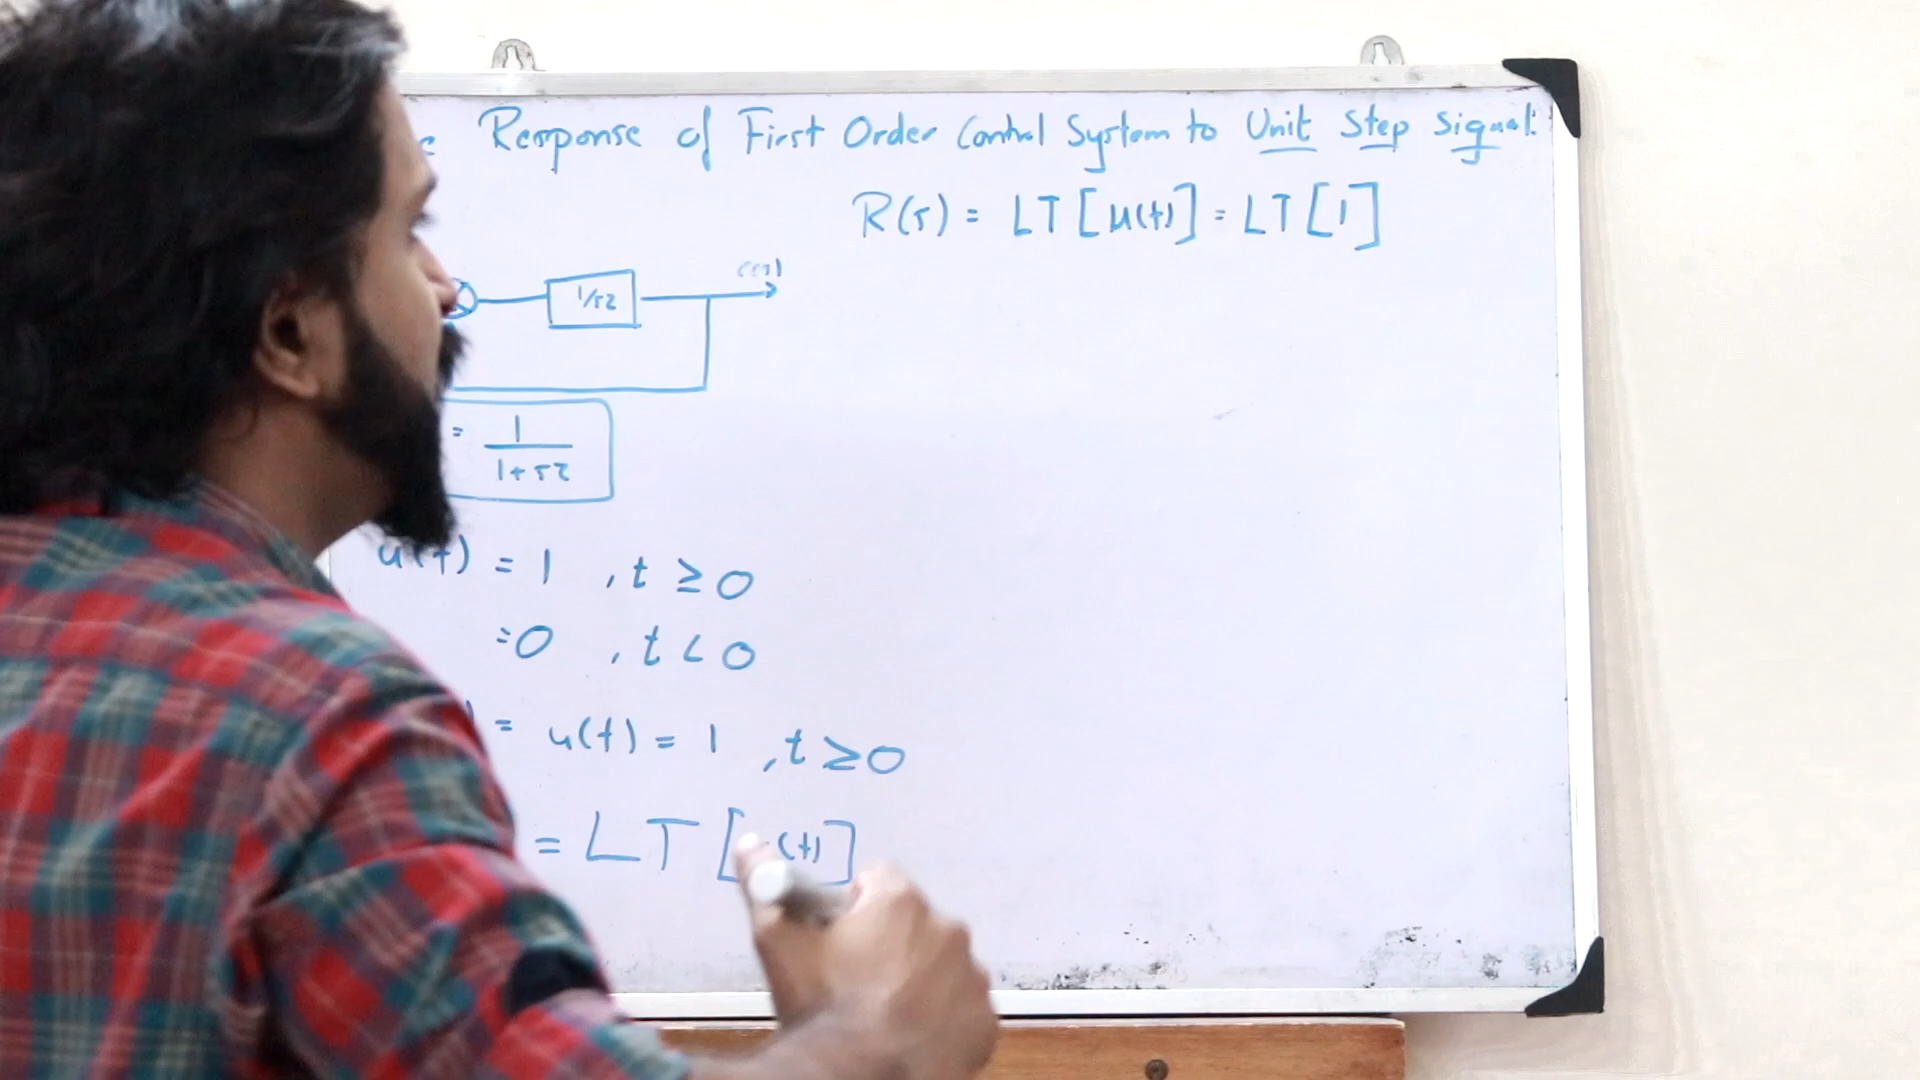 Response of First Order Control System to Unit Step Signal:
R(s) = LT [u(t)] = LT [1]
1/sτ
C(s)
= 1 / 1+sτ
u(t) = 1 , t ≥ 0
=0 , t < 0
= u(t) = 1 , t ≥ 0
= LT [ (t)]